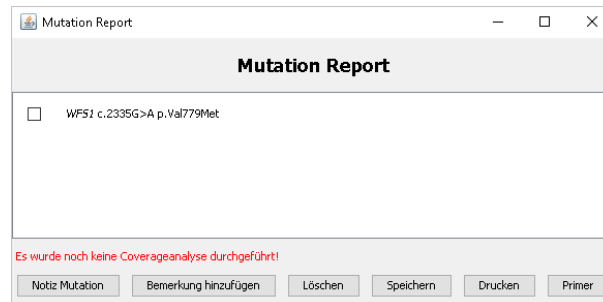 Mutation Report
Mutation Report
WFS1 c.2335G>A p.Val779Met
Es wurde noch keine Coverageanalyse durchgeführt!
Notiz Mutation Bemerkung hinzufügen Löschen Speichern Drucken Primer